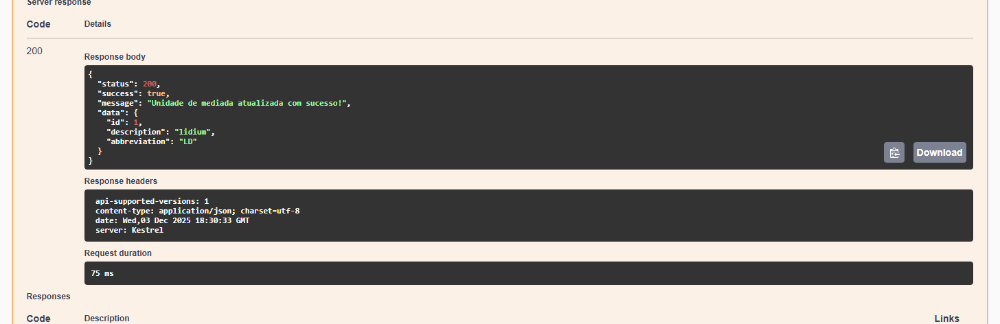 Server response
Code Details
200
Response body
{
  "status": 200,
  "success": true,
  "message": "Unidade de mediada atualizada com sucesso!",
  "data": {
    "id": 1,
    "description": "lidium",
    "abbreviation": "LD"
  }
}
Download
Response headers
api-supported-versions: 1
content-type: application/json; charset=utf-8
date: Wed,03 Dec 2025 18:30:33 GMT
server: Kestrel
Request duration
75 ms
Responses
Code Description Links